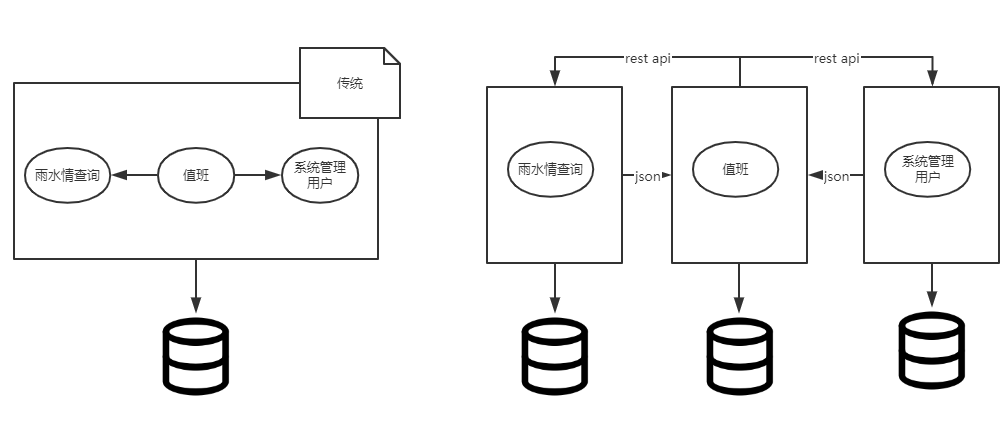 传统
雨水情查询
值班
系统管理
用户
rest api
rest api
雨水情查询
json
值班
json
系统管理
用户